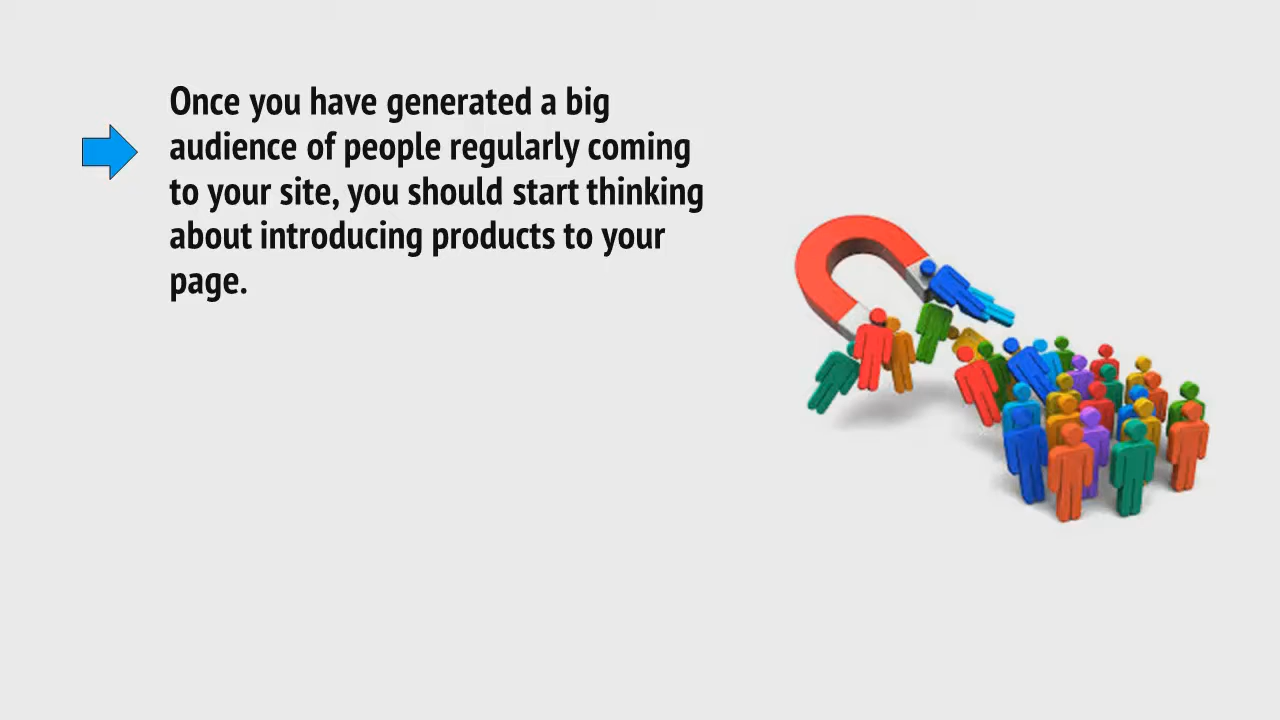 Once you have generated a big
audience of people regularly coming
to your site, you should start thinking
about introducing products to your
page.